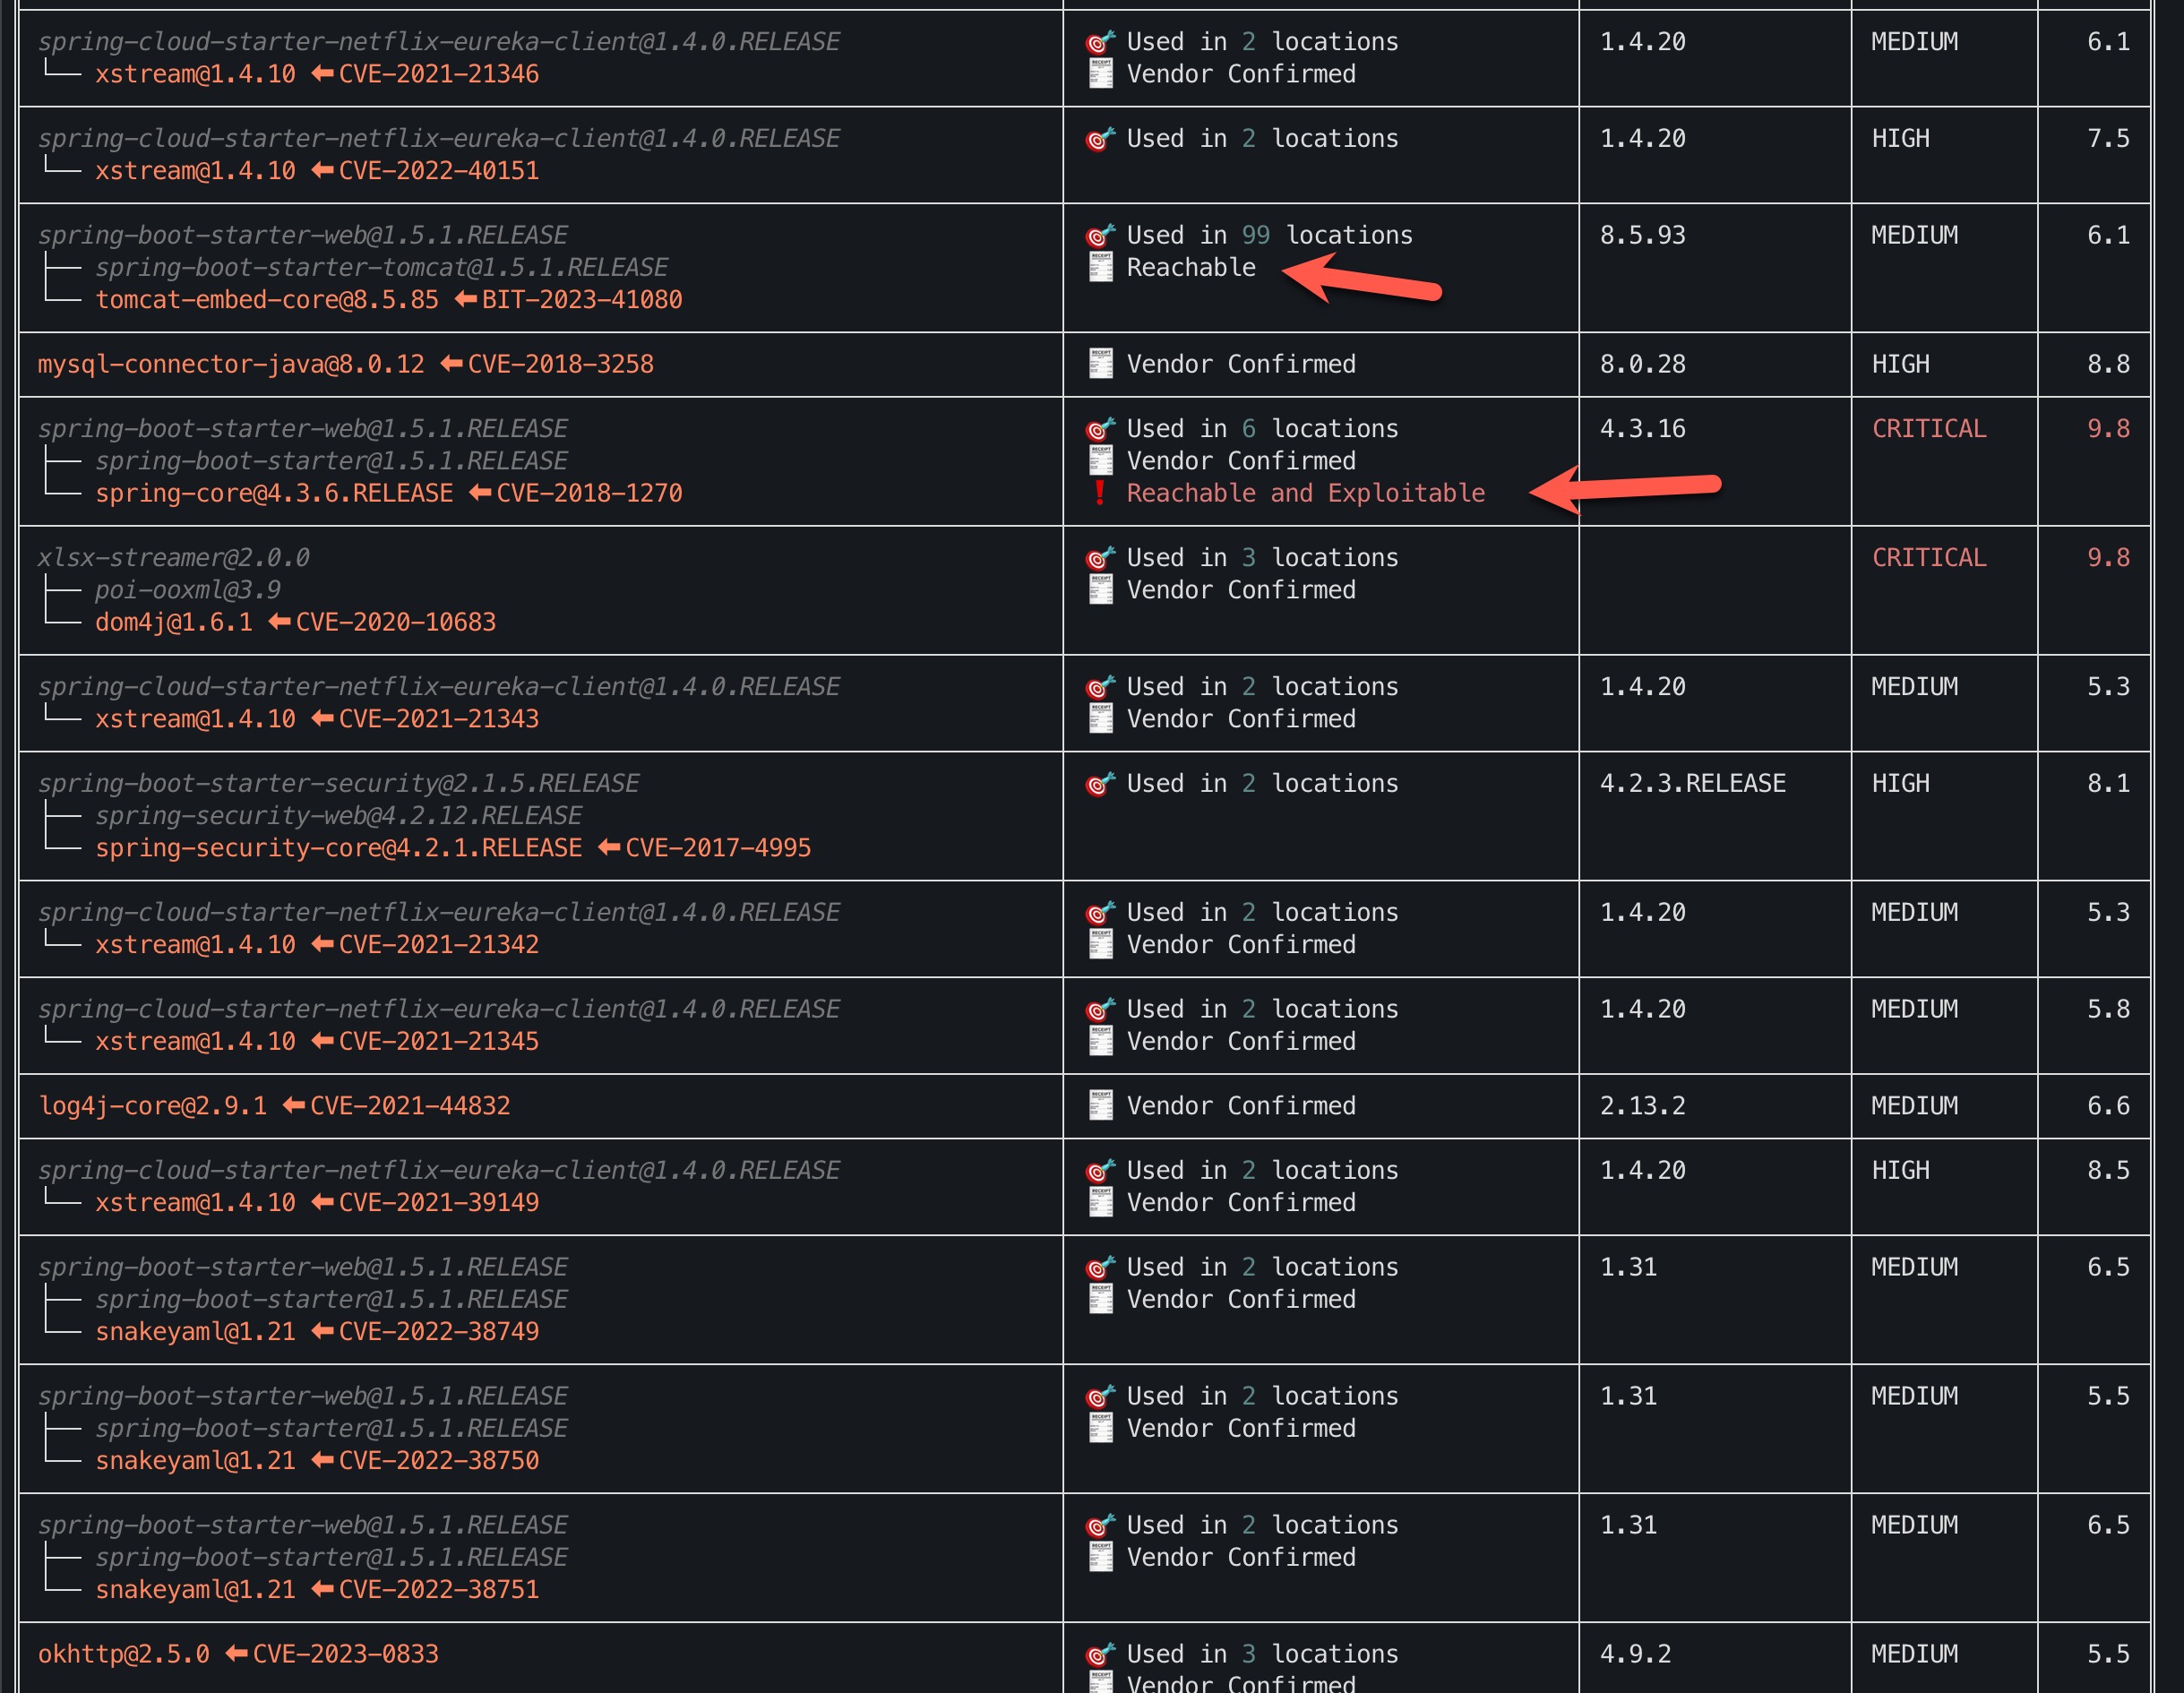 spring-cloud-starter-netflix-eureka-client@1.4.0.RELEASE 🎯 Used in 2 locations 1.4.20 MEDIUM 6.1
└── xstream@1.4.10 ⬅ CVE-2021-21346 🧾 Vendor Confirmed
spring-cloud-starter-netflix-eureka-client@1.4.0.RELEASE 🎯 Used in 2 locations 1.4.20 HIGH 7.5
└── xstream@1.4.10 ⬅ CVE-2022-40151
spring-boot-starter-web@1.5.1.RELEASE 🎯 Used in 99 locations 8.5.93 MEDIUM 6.1
├── spring-boot-starter-tomcat@1.5.1.RELEASE 🧾 Reachable
└── tomcat-embed-core@8.5.85 ⬅ BIT-2023-41080
mysql-connector-java@8.0.12 ⬅ CVE-2018-3258 🧾 Vendor Confirmed 8.0.28 HIGH 8.8
spring-boot-starter-web@1.5.1.RELEASE 🎯 Used in 6 locations 4.3.16 CRITICAL 9.8
├── spring-boot-starter@1.5.1.RELEASE 🧾 Vendor Confirmed
└── spring-core@4.3.6.RELEASE ⬅ CVE-2018-1270 ❗ Reachable and Exploitable
xlsx-streamer@2.0.0 🎯 Used in 3 locations CRITICAL 9.8
├── poi-ooxml@3.9 🧾 Vendor Confirmed
└── dom4j@1.6.1 ⬅ CVE-2020-10683
spring-cloud-starter-netflix-eureka-client@1.4.0.RELEASE 🎯 Used in 2 locations 1.4.20 MEDIUM 5.3
└── xstream@1.4.10 ⬅ CVE-2021-21343 🧾 Vendor Confirmed
spring-boot-starter-security@2.1.5.RELEASE 🎯 Used in 2 locations 4.2.3.RELEASE HIGH 8.1
├── spring-security-web@4.2.12.RELEASE
└── spring-security-core@4.2.1.RELEASE ⬅ CVE-2017-4995
spring-cloud-starter-netflix-eureka-client@1.4.0.RELEASE 🎯 Used in 2 locations 1.4.20 MEDIUM 5.3
└── xstream@1.4.10 ⬅ CVE-2021-21342 🧾 Vendor Confirmed
spring-cloud-starter-netflix-eureka-client@1.4.0.RELEASE 🎯 Used in 2 locations 1.4.20 MEDIUM 5.8
└── xstream@1.4.10 ⬅ CVE-2021-21345 🧾 Vendor Confirmed
log4j-core@2.9.1 ⬅ CVE-2021-44832 🧾 Vendor Confirmed 2.13.2 MEDIUM 6.6
spring-cloud-starter-netflix-eureka-client@1.4.0.RELEASE 🎯 Used in 2 locations 1.4.20 HIGH 8.5
└── xstream@1.4.10 ⬅ CVE-2021-39149 🧾 Vendor Confirmed
spring-boot-starter-web@1.5.1.RELEASE 🎯 Used in 2 locations 1.31 MEDIUM 6.5
├── spring-boot-starter@1.5.1.RELEASE 🧾 Vendor Confirmed
└── snakeyaml@1.21 ⬅ CVE-2022-38749
spring-boot-starter-web@1.5.1.RELEASE 🎯 Used in 2 locations 1.31 MEDIUM 5.5
├── spring-boot-starter@1.5.1.RELEASE 🧾 Vendor Confirmed
└── snakeyaml@1.21 ⬅ CVE-2022-38750
spring-boot-starter-web@1.5.1.RELEASE 🎯 Used in 2 locations 1.31 MEDIUM 6.5
├── spring-boot-starter@1.5.1.RELEASE 🧾 Vendor Confirmed
└── snakeyaml@1.21 ⬅ CVE-2022-38751
okhttp@2.5.0 ⬅ CVE-2023-0833 🎯 Used in 3 locations 4.9.2 MEDIUM 5.5
🧾 Vendor Confirmed